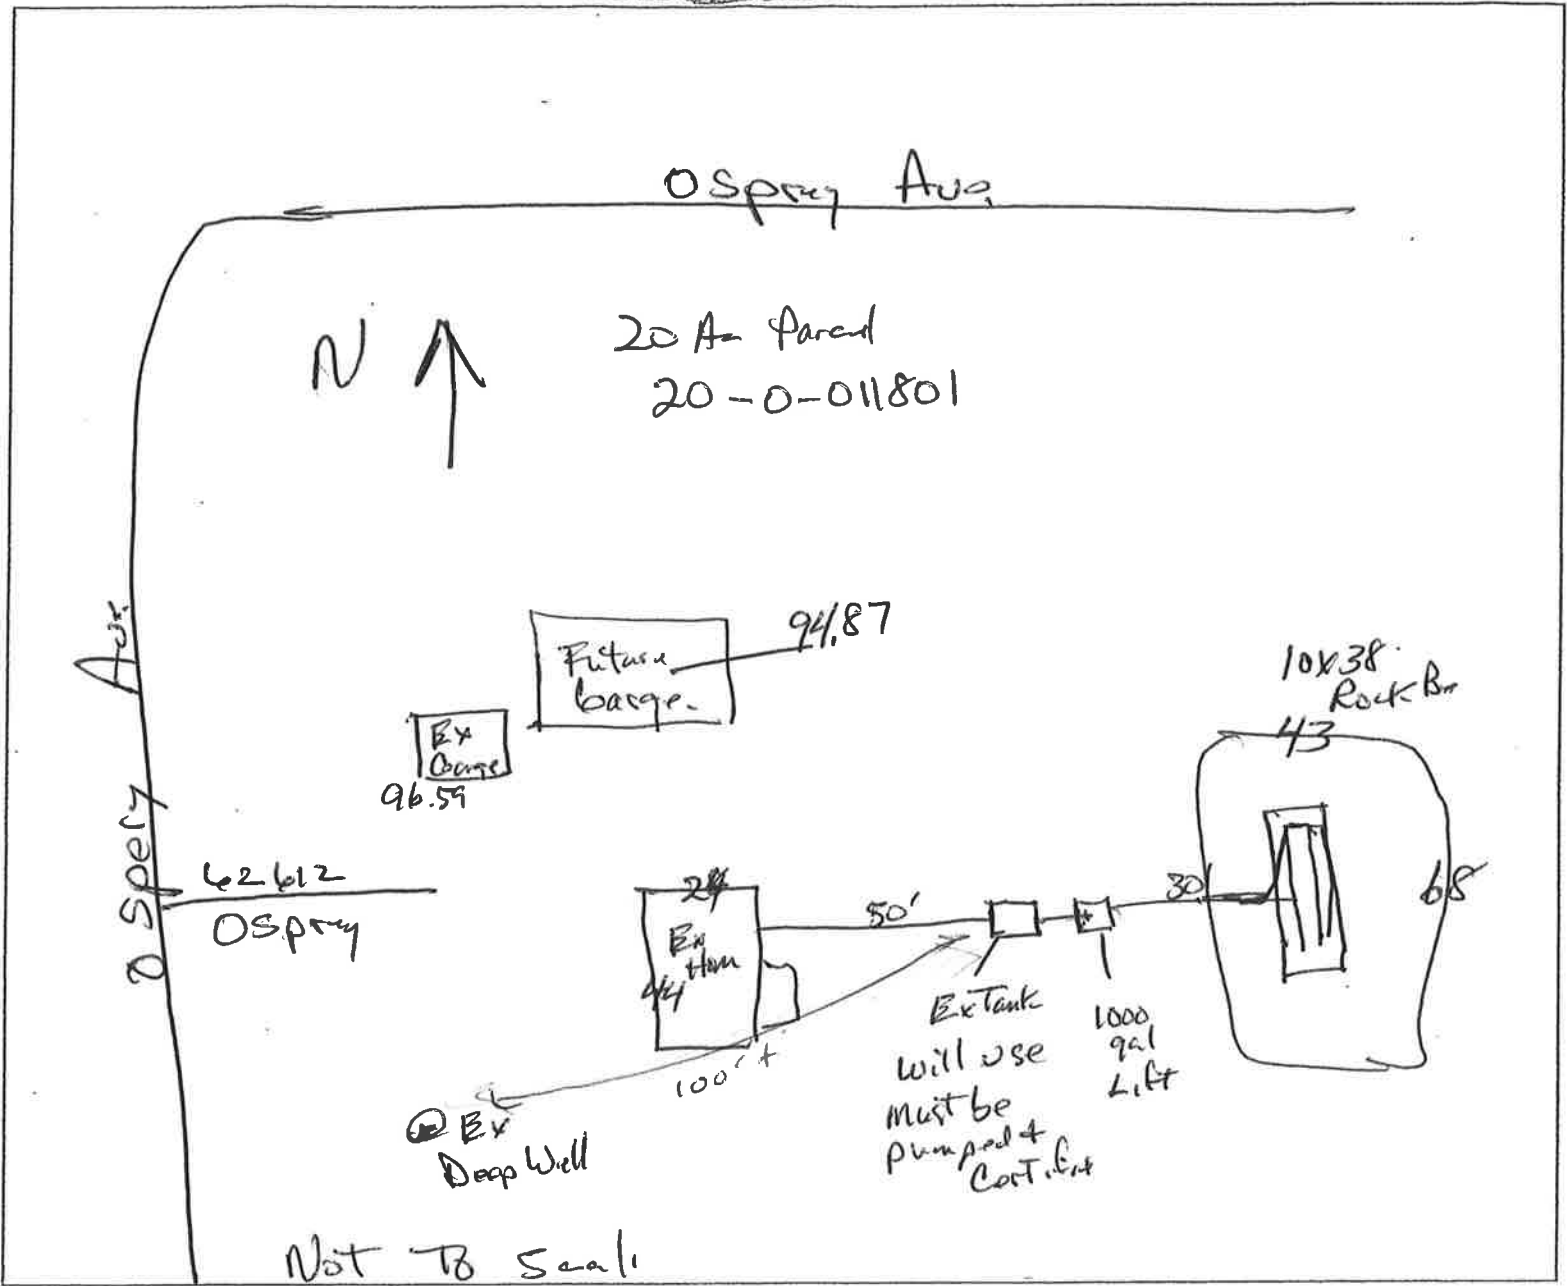 Osprey Ave.
N
20 Ac Parcel
20-0-011801
Future
Garage.
94.87
Ex
Garage
96.59
10x38
Rock Bed
43
68
Osprey Ave.
62612
Osprey
24
Ex
Hom
44
50'
30'
Ex Tank
will use
must be
pumped +
Certified
1000
gal
Lift
100' +
Ex
Deep Well
Not To Scale